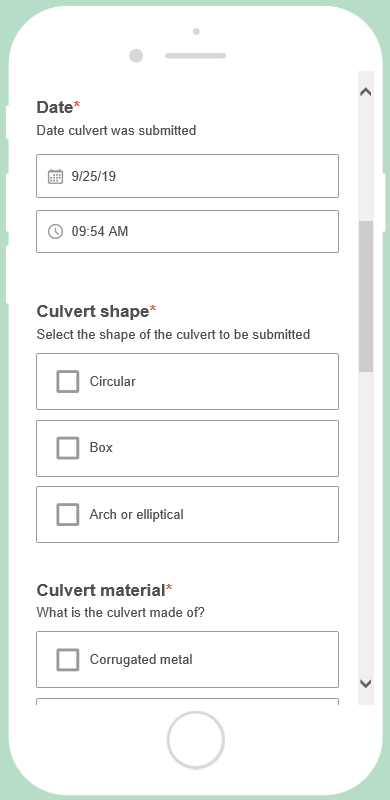 Date*
Date culvert was submitted
9/25/19
09:54 AM
Culvert shape*
Select the shape of the culvert to be submitted
Circular
Box
Arch or elliptical
Culvert material*
What is the culvert made of?
Corrugated metal